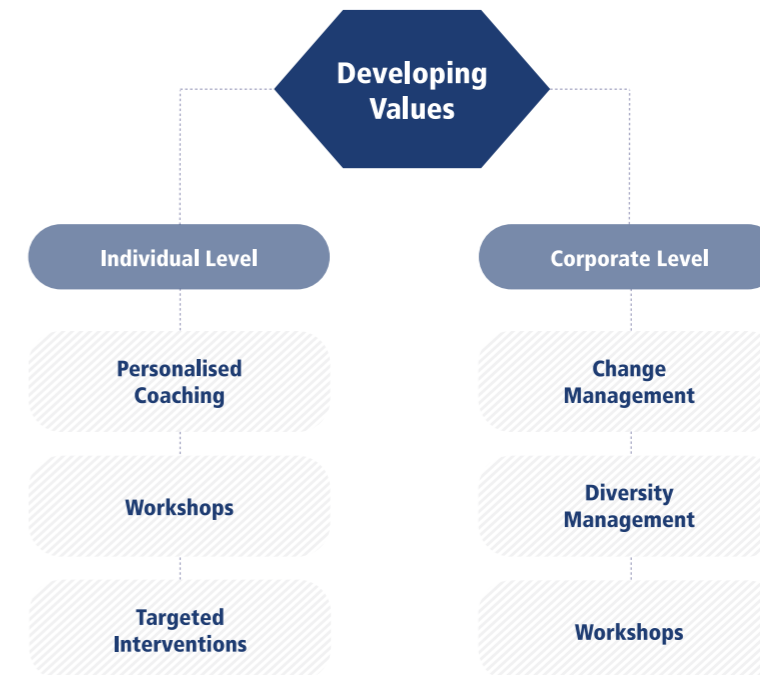 Developing
Values
Individual Level
Corporate Level
Personalised
Coaching
Change
Management
Workshops
Diversity
Management
Targeted
Interventions
Workshops